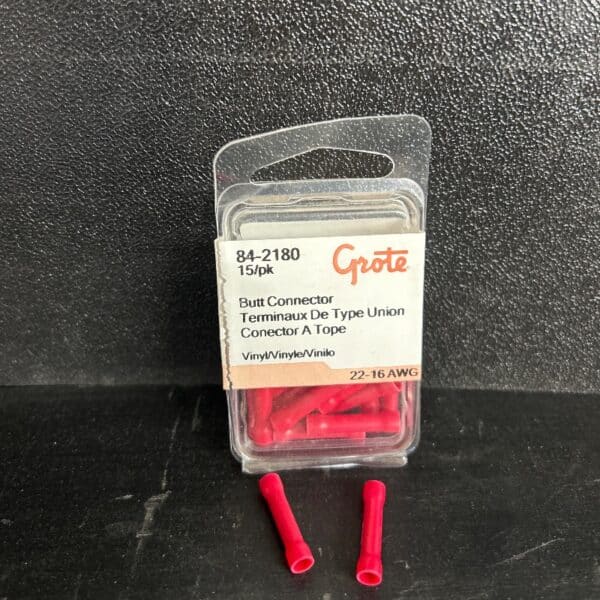 84-2180
15/pk
Grote
Butt Connector
Terminaux De Type Union
Conector A Tope
Vinyl/Vinyle/Vinilo
22-16 AWG